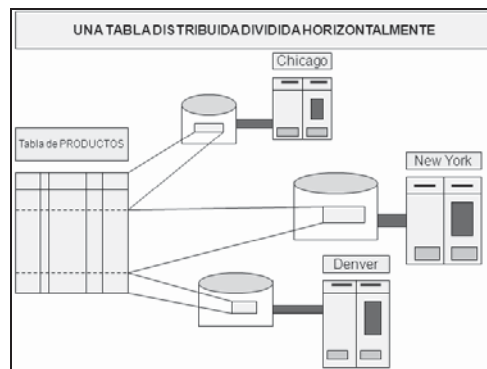 UNA TABLA DISTRIBUIDA DIVIDIDA HORIZONTALMENTE
Chicago
Tabla de PRODUCTOS
New York
Denver